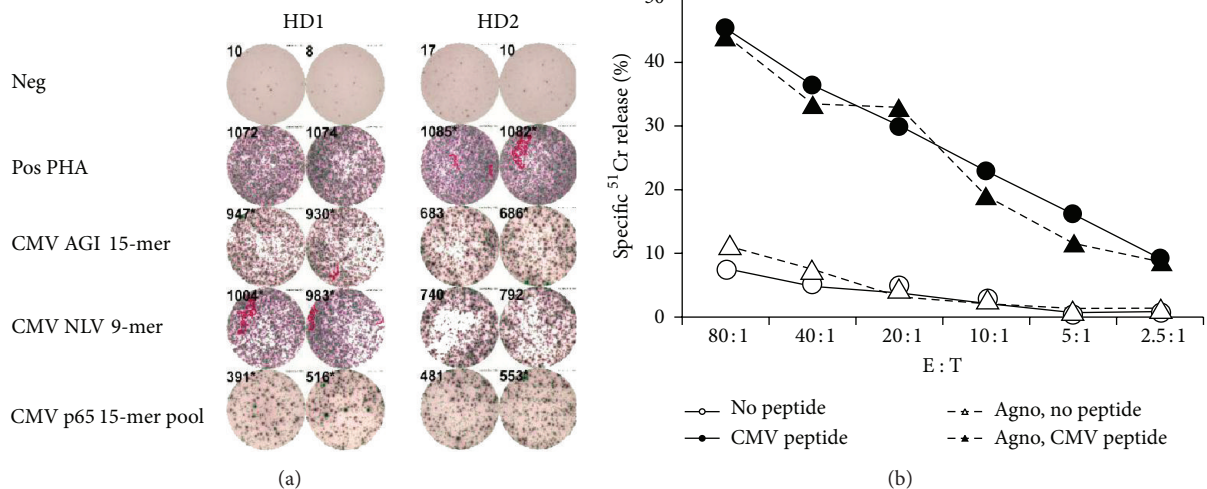 HD1 HD2
Neg 10 8 17 10
Pos PHA 1072 1074 1085* 1082*
CMV AGI 15-mer 947* 930* 683 686*
CMV NLV 9-mer 1004* 983* 740 792
CMV p65 15-mer pool 391* 516* 481 553*
(a)
Specific ⁵¹Cr release (%)
50
40
30
20
10
0
80:1 40:1 20:1 10:1 5:1 2.5:1
E : T
No peptide
CMV peptide
Agno, no peptide
Agno, CMV peptide
(b)